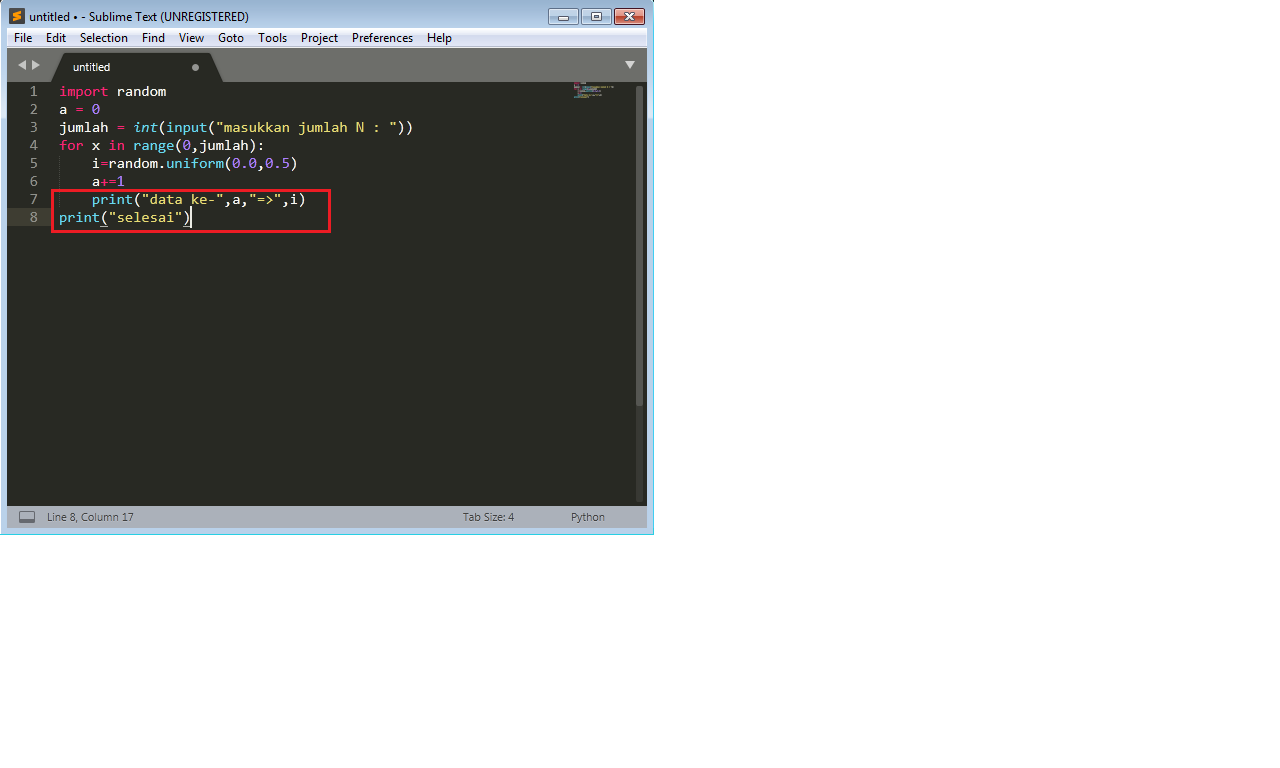 untitled • - Sublime Text (UNREGISTERED)
File Edit Selection Find View Goto Tools Project Preferences Help
untitled
1 import random
2 a = 0
3 jumlah = int(input("masukkan jumlah N : "))
4 for x in range(0,jumlah):
5     i=random.uniform(0.0,0.5)
6     a+=1
7     print("data ke-",a,"=>",i)
8 print("selesai")
Line 8, Column 17 Tab Size: 4 Python